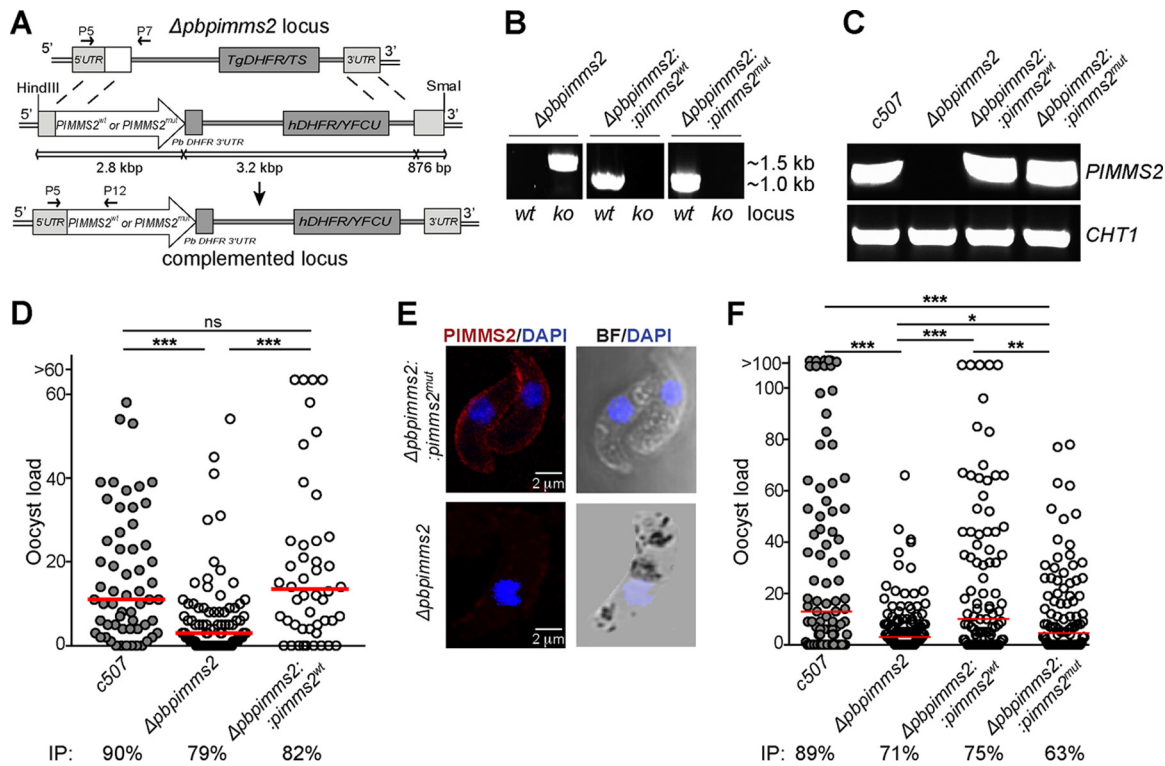 A
Δpbpimms2 locus
5'
P5
P7
5'UTR
TgDHFR/TS
3'UTR
3'
HindIII
SmaI
5'
PIMMS2wt or PIMMS2mut
hDHFR/YFCU
3'
Pb DHFR 3'UTR
2.8 kbp
3.2 kbp
876 bp
P5
P12
5'
5'UTR
PIMMS2wt or PIMMS2mut
hDHFR/YFCU
3'UTR
3'
Pb DHFR 3'UTR
complemented locus
B
Δpbpimms2
Δpbpimms2:
:pimms2wt
Δpbpimms2:
:pimms2mut
~1.5 kb
~1.0 kb
wt ko wt ko wt ko locus
C
c507
Δpbpimms2
Δpbpimms2:
:pimms2wt
Δpbpimms2:
:pimms2mut
PIMMS2
CHT1
D
ns
*** ***
Oocyst load
>60
60
40
20
0
c507
Δpbpimms2
Δpbpimms2:
:pimms2wt
IP: 90% 79% 82%
E
PIMMS2/DAPI BF/DAPI
Δpbpimms2:
:pimms2mut
2 μm
Δpbpimms2
2 μm
F
***
*
*** *** **
Oocyst load
>100
100
80
60
40
20
0
c507
Δpbpimms2
Δpbpimms2:
:pimms2wt
Δpbpimms2:
:pimms2mut
IP: 89% 71% 75% 63%